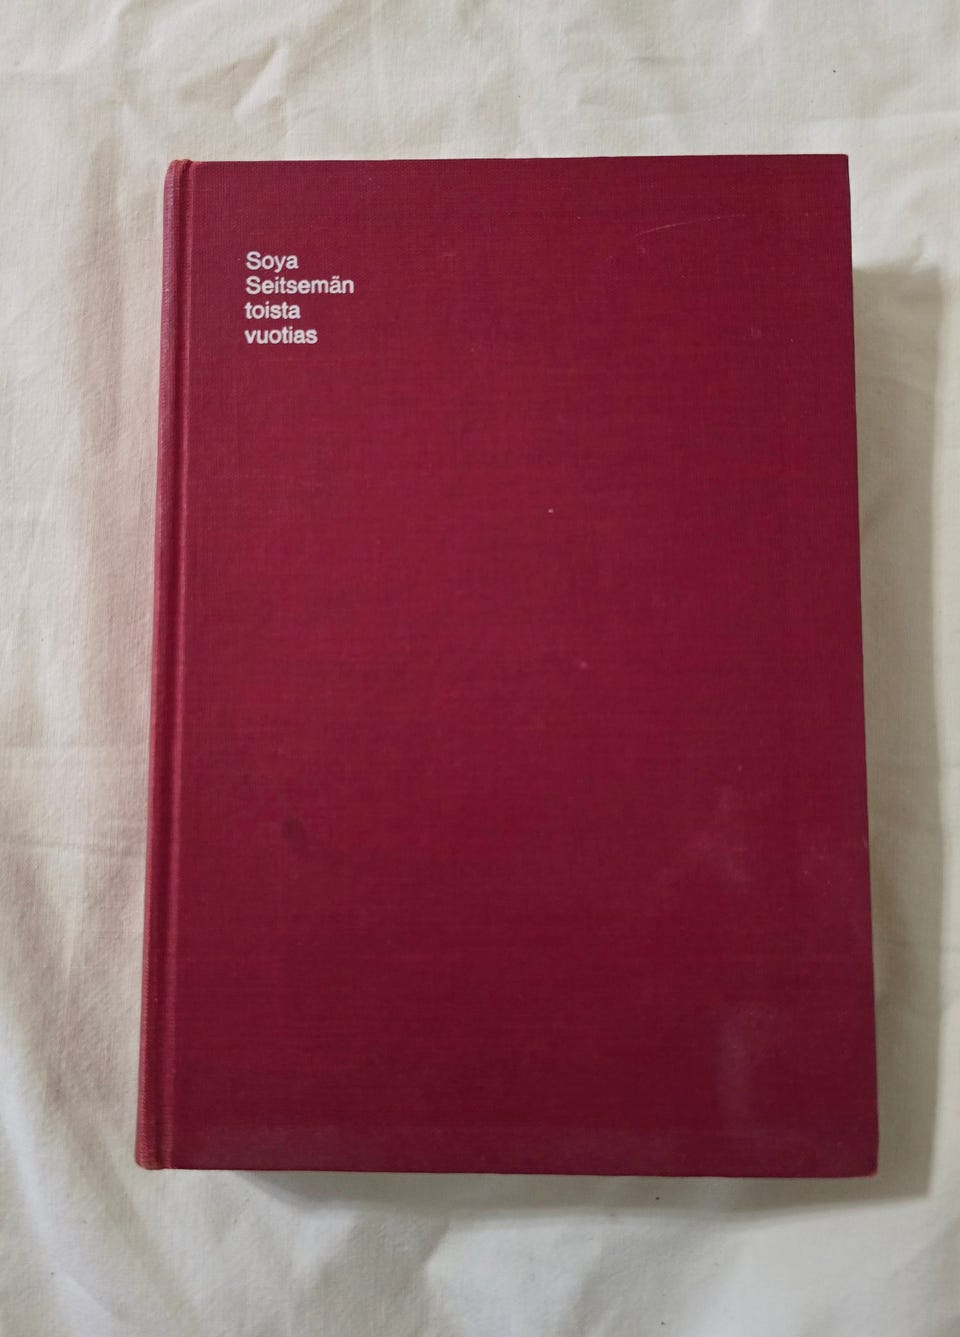 Soya
Seitsemän
toista
vuotias